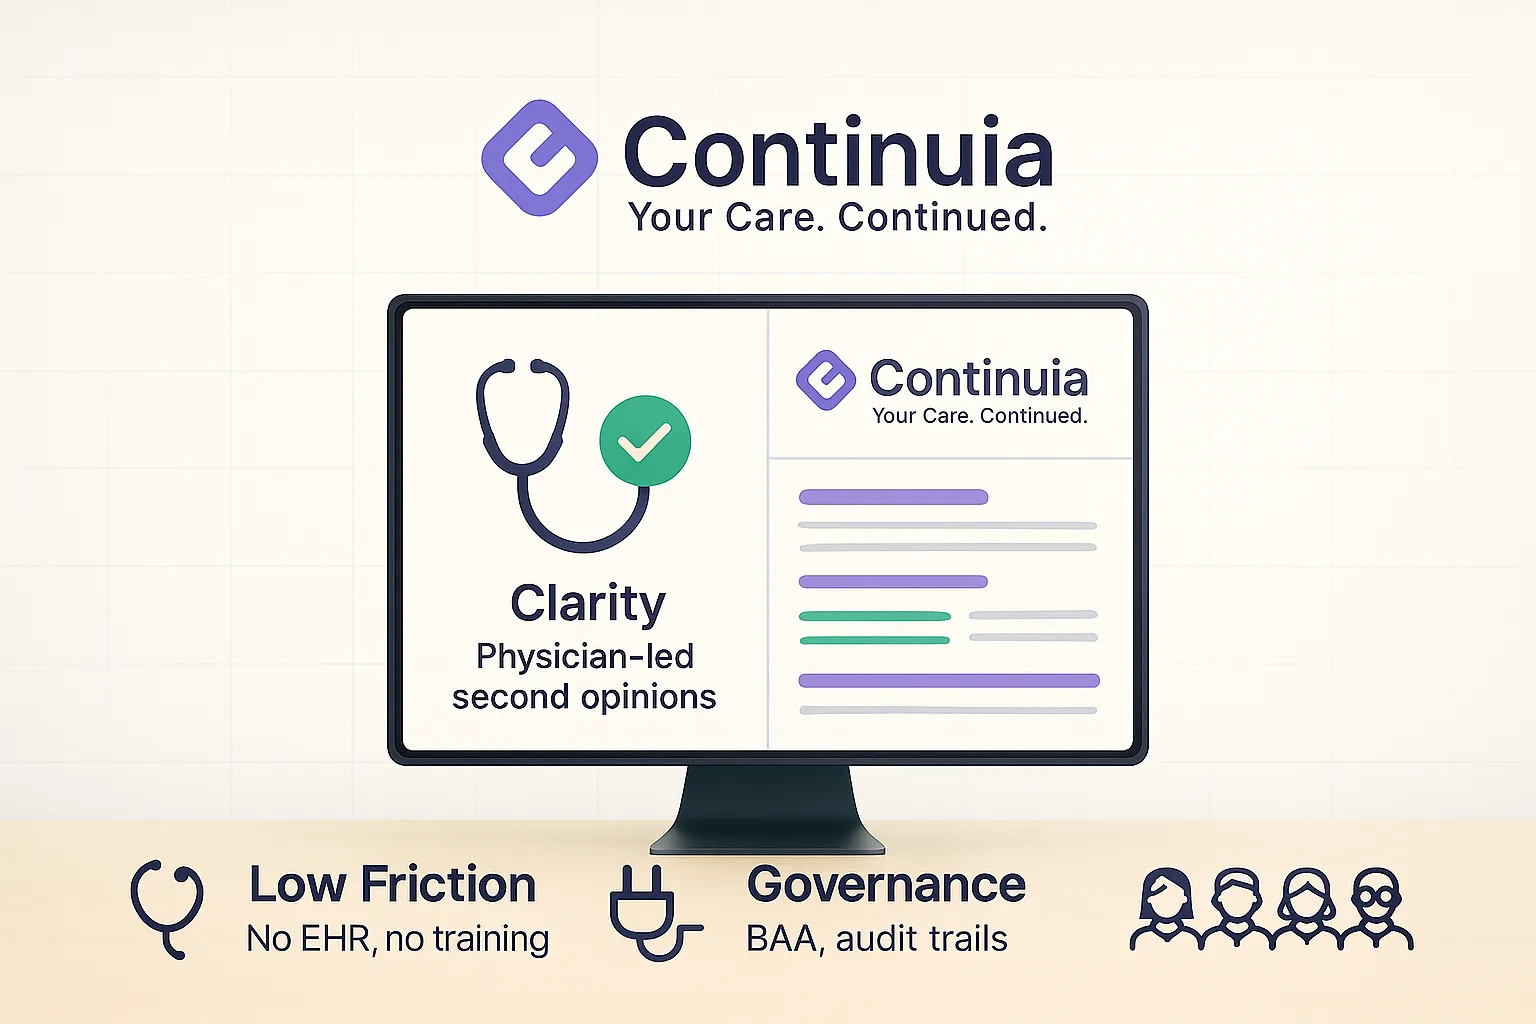 Continuia
Your Care. Continued.
Continuia
Your Care. Continued.
Clarity
Physician-led
second opinions
Low Friction
No EHR, no training
Governance
BAA, audit trails